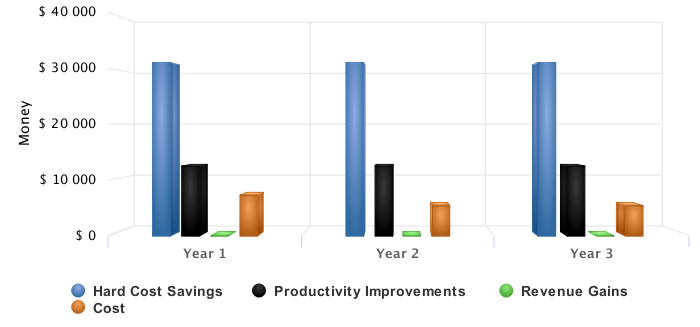 $ 40 000
$ 30 000
$ 20 000
$ 10 000
$ 0
Money
Year 1 Year 2 Year 3
Hard Cost Savings Productivity Improvements Revenue Gains
Cost